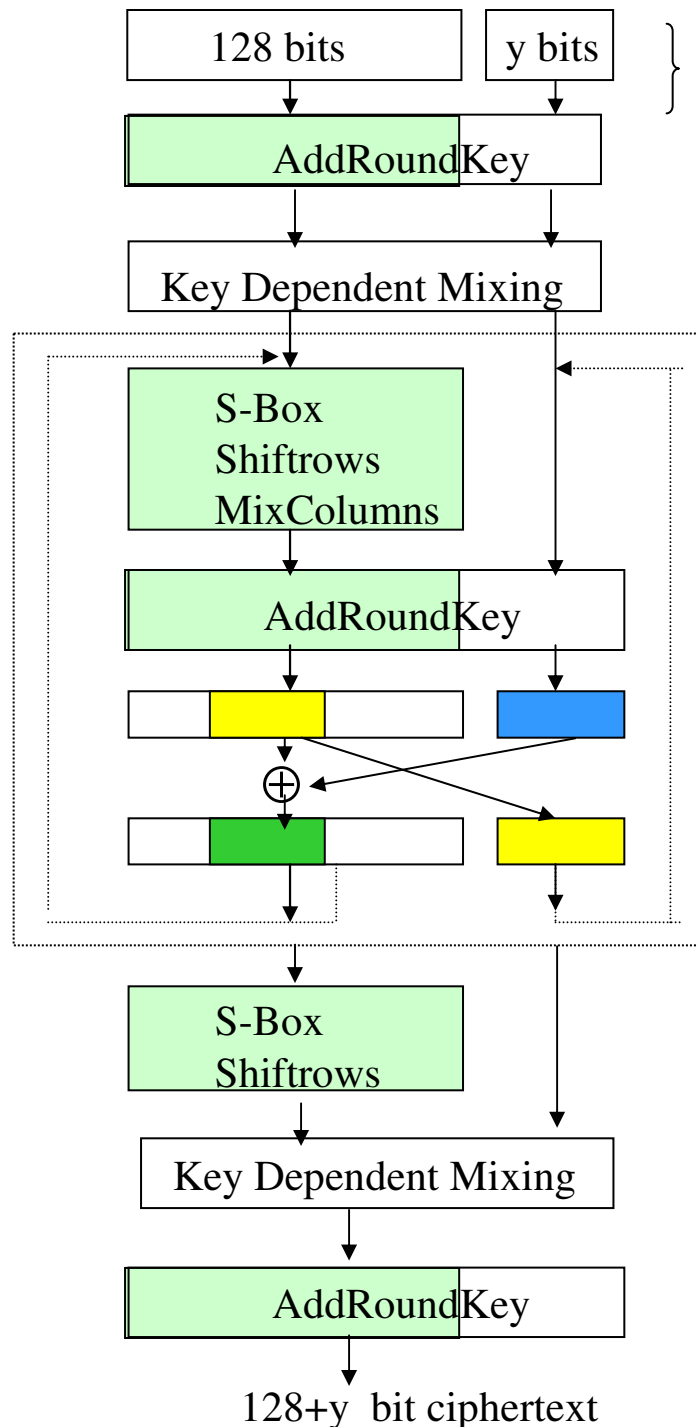 128 bits
y bits
AddRoundKey
Key Dependent Mixing
S-Box
Shiftrows
MixColumns
AddRoundKey
S-Box
Shiftrows
Key Dependent Mixing
AddRoundKey
128+y bit ciphertext